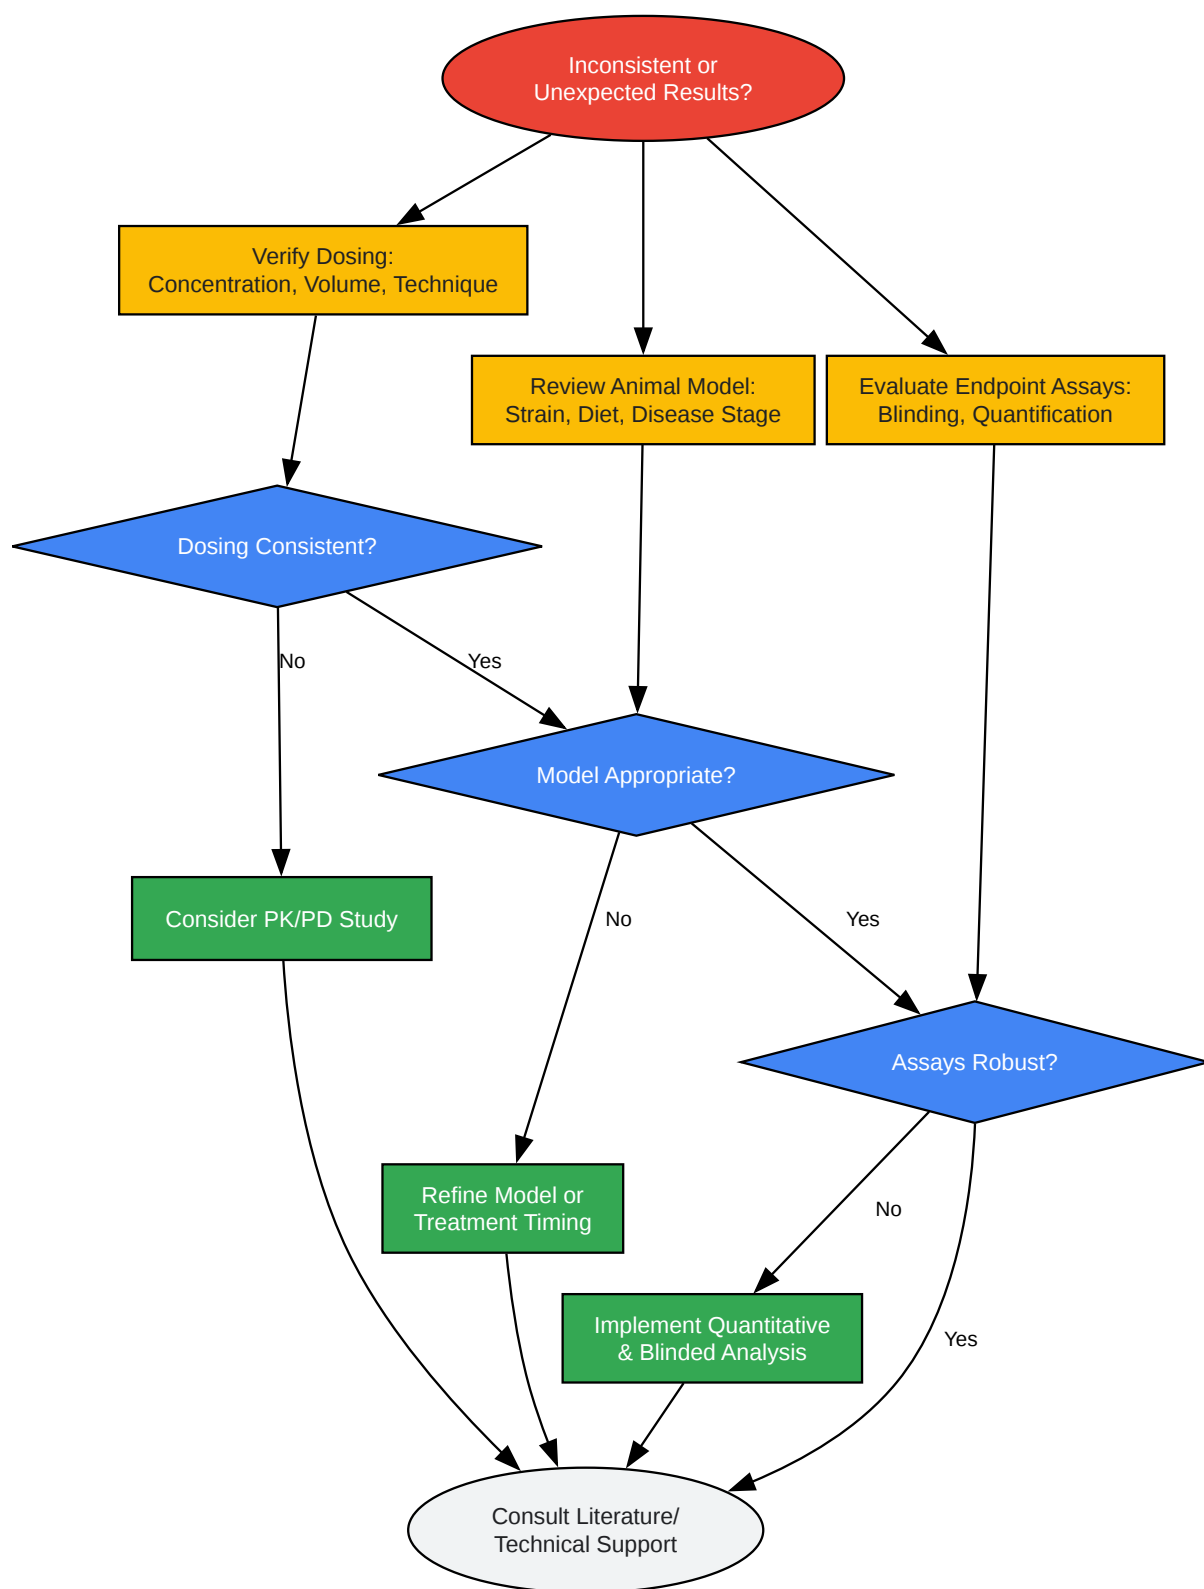 Inconsistent or
Unexpected Results?
Verify Dosing:
Concentration, Volume, Technique
Review Animal Model:
Strain, Diet, Disease Stage
Evaluate Endpoint Assays:
Blinding, Quantification
Dosing Consistent?
No
Yes
Model Appropriate?
Consider PK/PD Study
No
Yes
Assays Robust?
Refine Model or
Treatment Timing
No
Implement Quantitative
& Blinded Analysis
Yes
Consult Literature/
Technical Support